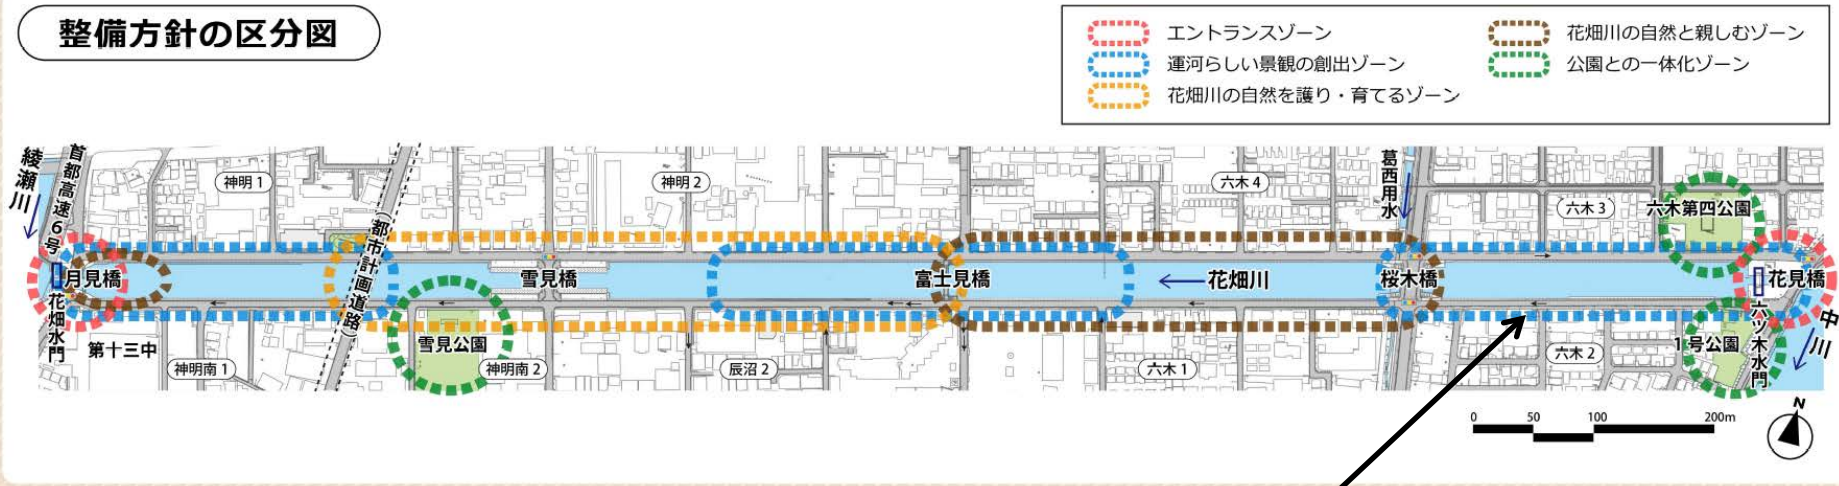 整備方針の区分図
エントランスゾーン
運河らしい景観の創出ゾーン
花畑川の自然を護り・育てるゾーン
花畑川の自然と親しむゾーン
公園との一体化ゾーン
綾瀬川
首都高速6号
神明1
(都市計画道路)
神明2
六木4
葛西用水
六木3
六木第四公園
月見橋
雪見橋
富士見橋
花畑川
桜木橋
花見橋
花畑水門
第十三中
神明南1
雪見公園
神明南2
辰沼2
六木1
六木2
1号公園
六ツ木水門
中川
0 50 100 200m
N